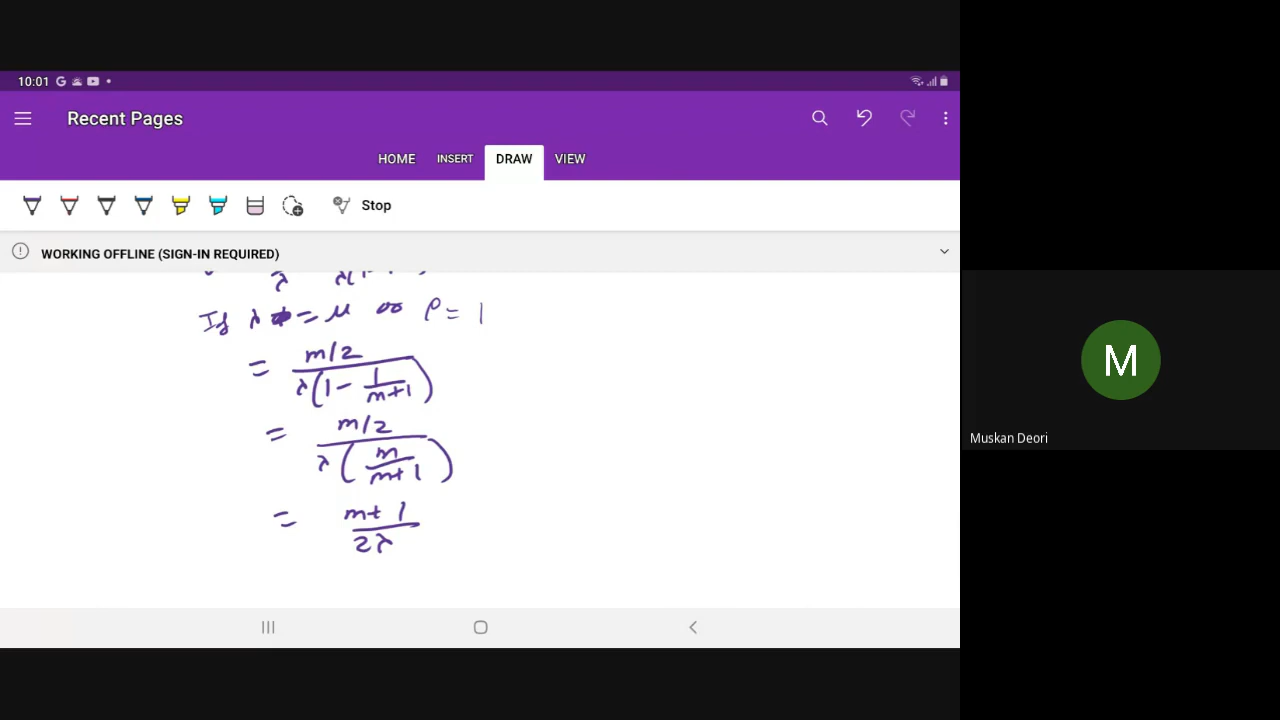 10:01 G
Recent Pages
HOME INSERT DRAW VIEW
Stop
WORKING OFFLINE (SIGN-IN REQUIRED)
If λ = μ or ρ = 1
= m/2 / λ(1 - 1/m+1)
= m/2 / λ(m/m+1)
= m+1 / 2λ
M
Muskan Deori